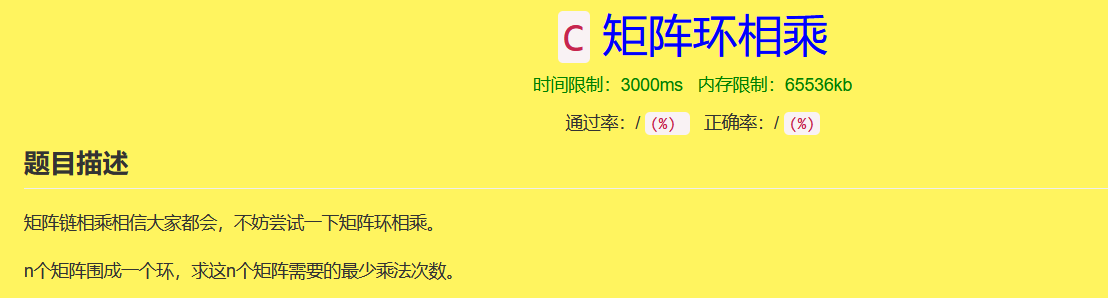 C 矩阵环相乘
时间限制：3000ms 内存限制：65536kb
通过率：/ (%) 正确率：/ (%)
题目描述
矩阵链相乘相信大家都会，不妨尝试一下矩阵环相乘。
n个矩阵围成一个环，求这n个矩阵需要的最少乘法次数。